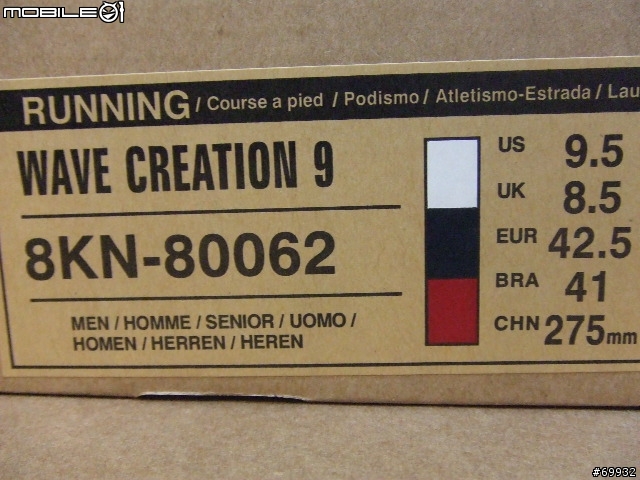 MOBILE01
RUNNING / Course a pied / Podismo / Atletismo-Estrada / Lau
WAVE CREATION 9
8KN-80062
MEN / HOMME / SENIOR / UOMO /
HOMEN / HERREN / HEREN
US 9.5
UK 8.5
EUR 42.5
BRA 41
CHN 275mm
#69932